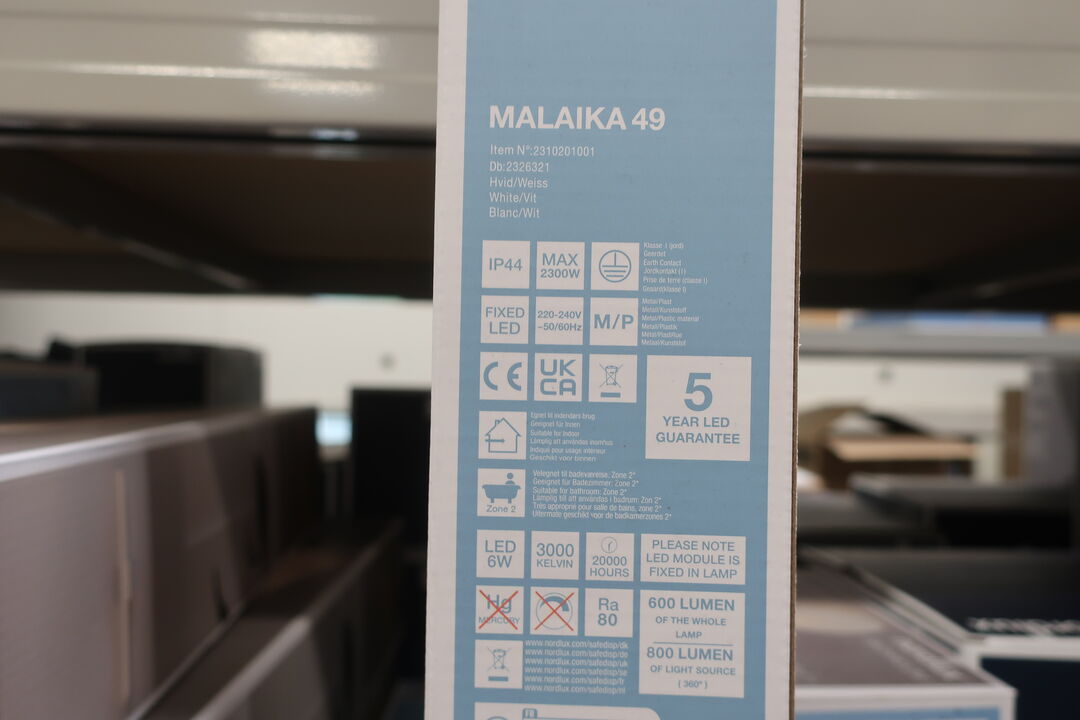 MALAIKA 49
Item N°:2310201001
Db:2326321
Hvid/Weiss
White/Vit
Blanc/Wit
IP44
MAX
2300W
Klasse I (jord)
Geerdet
Earth Contact
Jordkontakt (I)
Prise de terre (classe I)
Geaard(klasse I)
FIXED
LED
220-240V
~50/60Hz
M/P
Metal/Plast
Metall/Kunststoff
Metal/Plastic material
Metall/Plastik
Métal/Plastique
Metaal/Kunstof
CE
UK
CA
5
YEAR LED
GUARANTEE
Egnet til indendørs brug
Geeignet für Innen
Suitable for indoor
Lämplig att användas inomhus
Indiqué pour usage intérieur
Geschikt voor binnen
Zone 2
Velegnet til badeværelse: Zone 2*
Geeignet für Badezimmer: Zone 2*
Suitable for bathroom: Zone 2*
Lämplig till att användas i badrum: Zon 2*
Très approprié pour salle de bains, zone 2*
Uitermate geschikt voor de badkamerzones 2*
LED
6W
3000
KELVIN
20000
HOURS
PLEASE NOTE
LED MODULE IS
FIXED IN LAMP
Hg
MERCURY
Ra
80
600 LUMEN
OF THE WHOLE
LAMP
800 LUMEN
OF LIGHT SOURCE
(360°)
www.nordlux.com/safedisp/dk
www.nordlux.com/safedisp/de
www.nordlux.com/safedisp/uk
www.nordlux.com/safedisp/se
www.nordlux.com/safedisp/fr
www.nordlux.com/safedisp/nl
FR